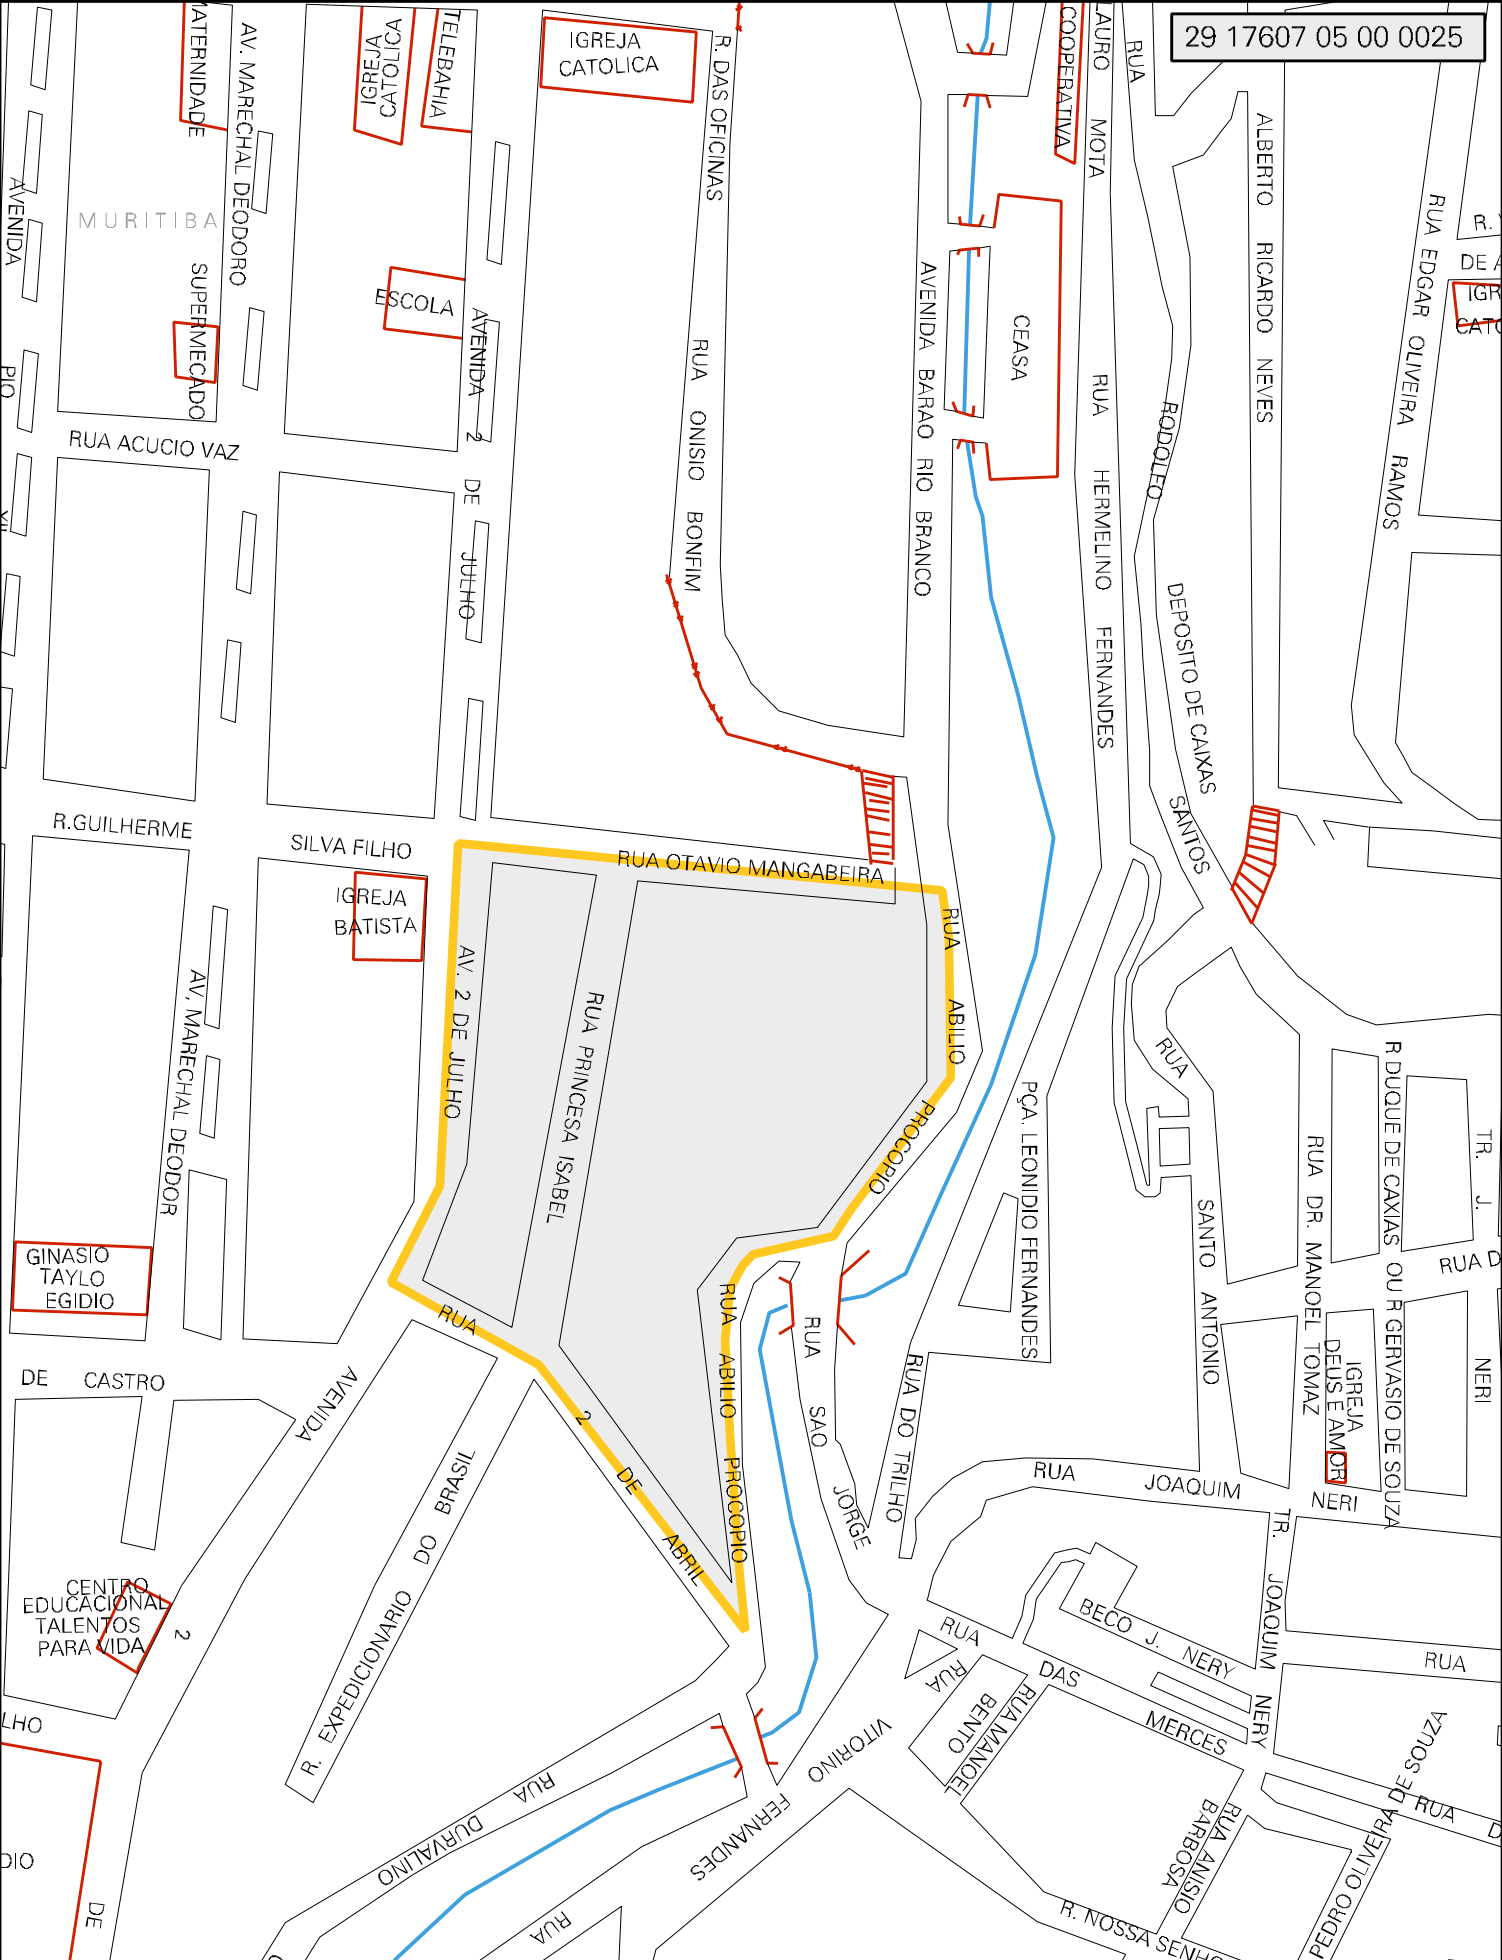 29 17607 05 00 0025
AV. MARECHAL DEODORO
IGREJA
CATOLICA
TELEBAHIA
IGREJA
CATOLICA
R. DAS OFICINAS
COOPERATIVA
LAURO MOTA
RUA
ALBERTO RICARDO NEVES
RUA EDGAR OLIVEIRA RAMOS
MURITIBA
AVENIDA
PIO
SUPERMECADO
ESCOLA
AVENIDA 2 DE JULHO
RUA ONISIO BONFIM
AVENIDA BARAO RIO BRANCO
CEASA
RUA HERMELINO FERNANDES
RODOLFO
DEPOSITO DE CAIXAS
SANTOS
RUA ACUCIO VAZ
R.GUILHERME
SILVA FILHO
RUA OTAVIO MANGABEIRA
IGREJA
BATISTA
AV. 2 DE JULHO
RUA PRINCESA ISABEL
RUA ABILIO PROCOPIO
AV. MARECHAL DEODOR
PÇA. LEONIDIO FERNANDES
RUA
SANTO ANTONIO
RUA DR. MANOEL TOMAZ
R DUQUE DE CAXIAS OU R GERVASIO DE SOUZA
TR. J.
NERI
RUA D
GINASIO
TAYLO
EGIDIO
RUA 2 DE ABRIL
RUA ABILIO PROCOPIO
RUA SAO JORGE
RUA DO TRILHO
IGREJA
DEUS E AMOR
DE CASTRO
AVENIDA
2
DE
R. EXPEDICIONARIO DO BRASIL
RUA JOAQUIM NERI
TR. JOAQUIM NERY
CENTRO
EDUCACIONAL
TALENTOS
PARA VIDA
BECO J. NERY
RUA DAS MERCES
RUA
BENTO
RUA MANOEL
RUA
LHO
RUA VITORINO FERNANDES
RUA DURVALINO
RUA ANISIO
BARBOSA
PEDRO OLIVEIRA DE SOUZA
RUA D
R. NOSSA SENHO